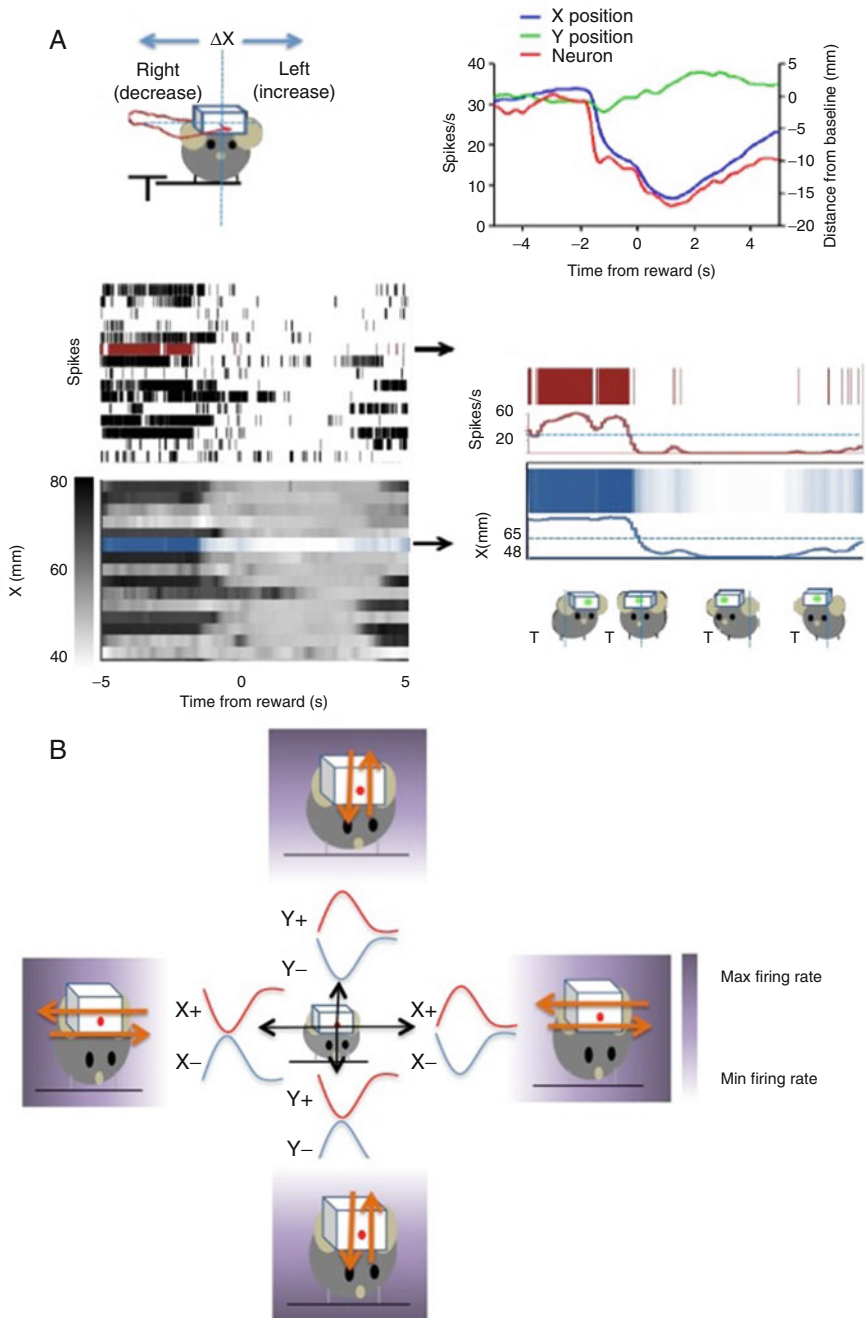 A
ΔX
Right
(decrease)
Left
(increase)
T
X position
Y position
Neuron
Spikes/s
40
30
20
10
0
5
0
−5
−10
−15
−20
Distance from baseline (mm)
−4
−2
0
2
4
Time from reward (s)
Spikes
80
60
40
X (mm)
−5
0
5
Time from reward (s)
Spikes/s
60
20
X(mm)
65
48
T
T
T
T
B
Y+
Y−
X+
X−
X+
X−
Y+
Y−
Max firing rate
Min firing rate